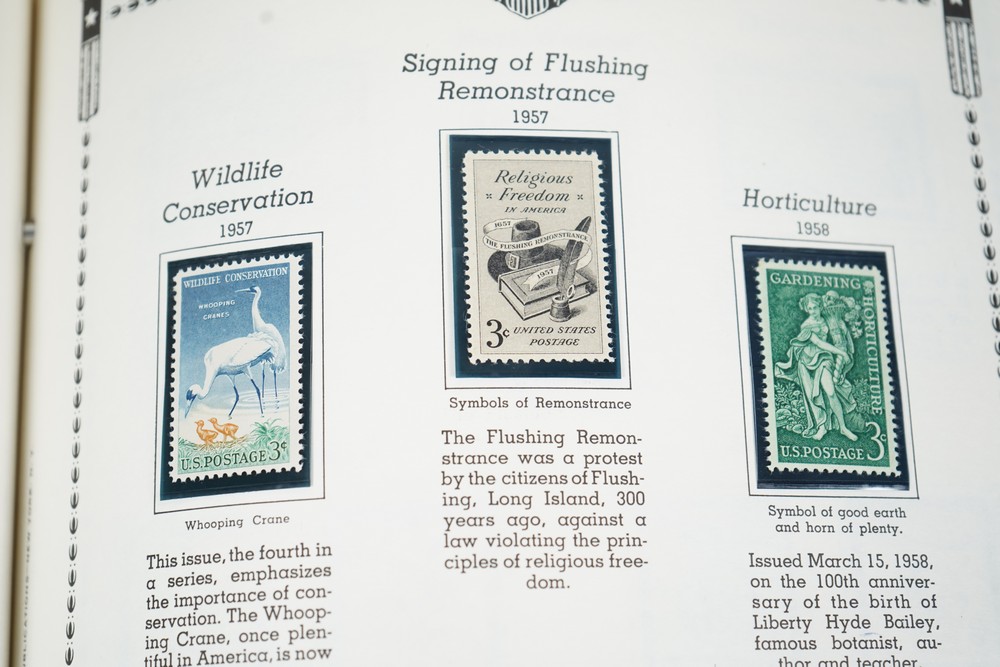 Signing of Flushing
Remonstrance
1957
Religious
Freedom
IN AMERICA
1657
THE FLUSHING REMONSTRANCE
1957
3¢ UNITED STATES
POSTAGE
Symbols of Remonstrance
The Flushing Remon-
strance was a protest
by the citizens of Flush-
ing, Long Island, 300
years ago, against a
law violating the prin-
ciples of religious free-
dom.
Wildlife
Conservation
1957
WILDLIFE CONSERVATION
WHOOPING
CRANES
U.S. POSTAGE 3¢
Whooping Crane
This issue, the fourth in
a series, emphasizes
the importance of con-
servation. The Whoop-
ing Crane, once plen-
tiful in America, is now
Horticulture
1958
GARDENING
HORTICULTURE
3¢
U.S. POSTAGE
Symbol of good earth
and horn of plenty.
Issued March 15, 1958,
on the 100th anniver-
sary of the birth of
Liberty Hyde Bailey,
famous botanist, au-
thor and teacher